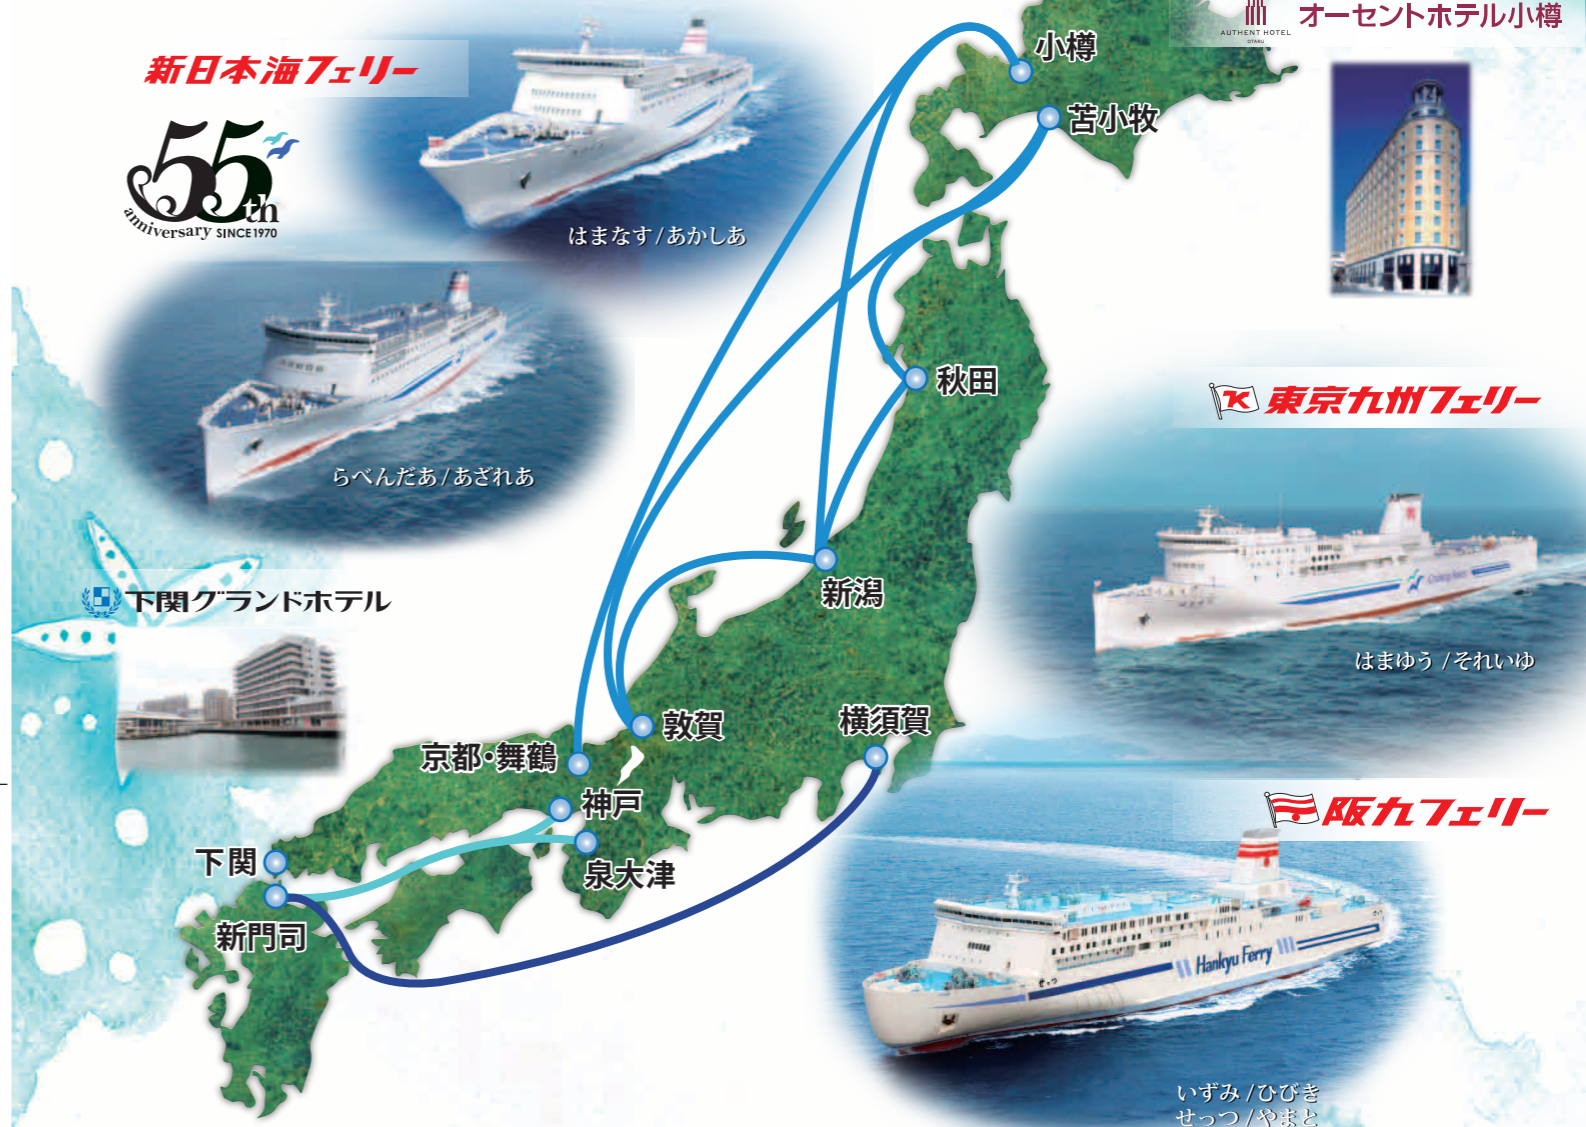 新日本海フェリー
55th
anniversary SINCE1970
はまなす/あかしあ
らべんだあ/あざれあ
下関グランドホテル
AUTHENT HOTEL
OTARU
オーセントホテル小樽
小樽
苫小牧
秋田
新潟
敦賀
横須賀
京都・舞鶴
神戸
泉大津
下関
新門司
東京九州フェリー
はまゆう/それいゆ
阪九フェリー
Hankyu Ferry
せっつ
いずみ/ひびき
せっつ/やまと